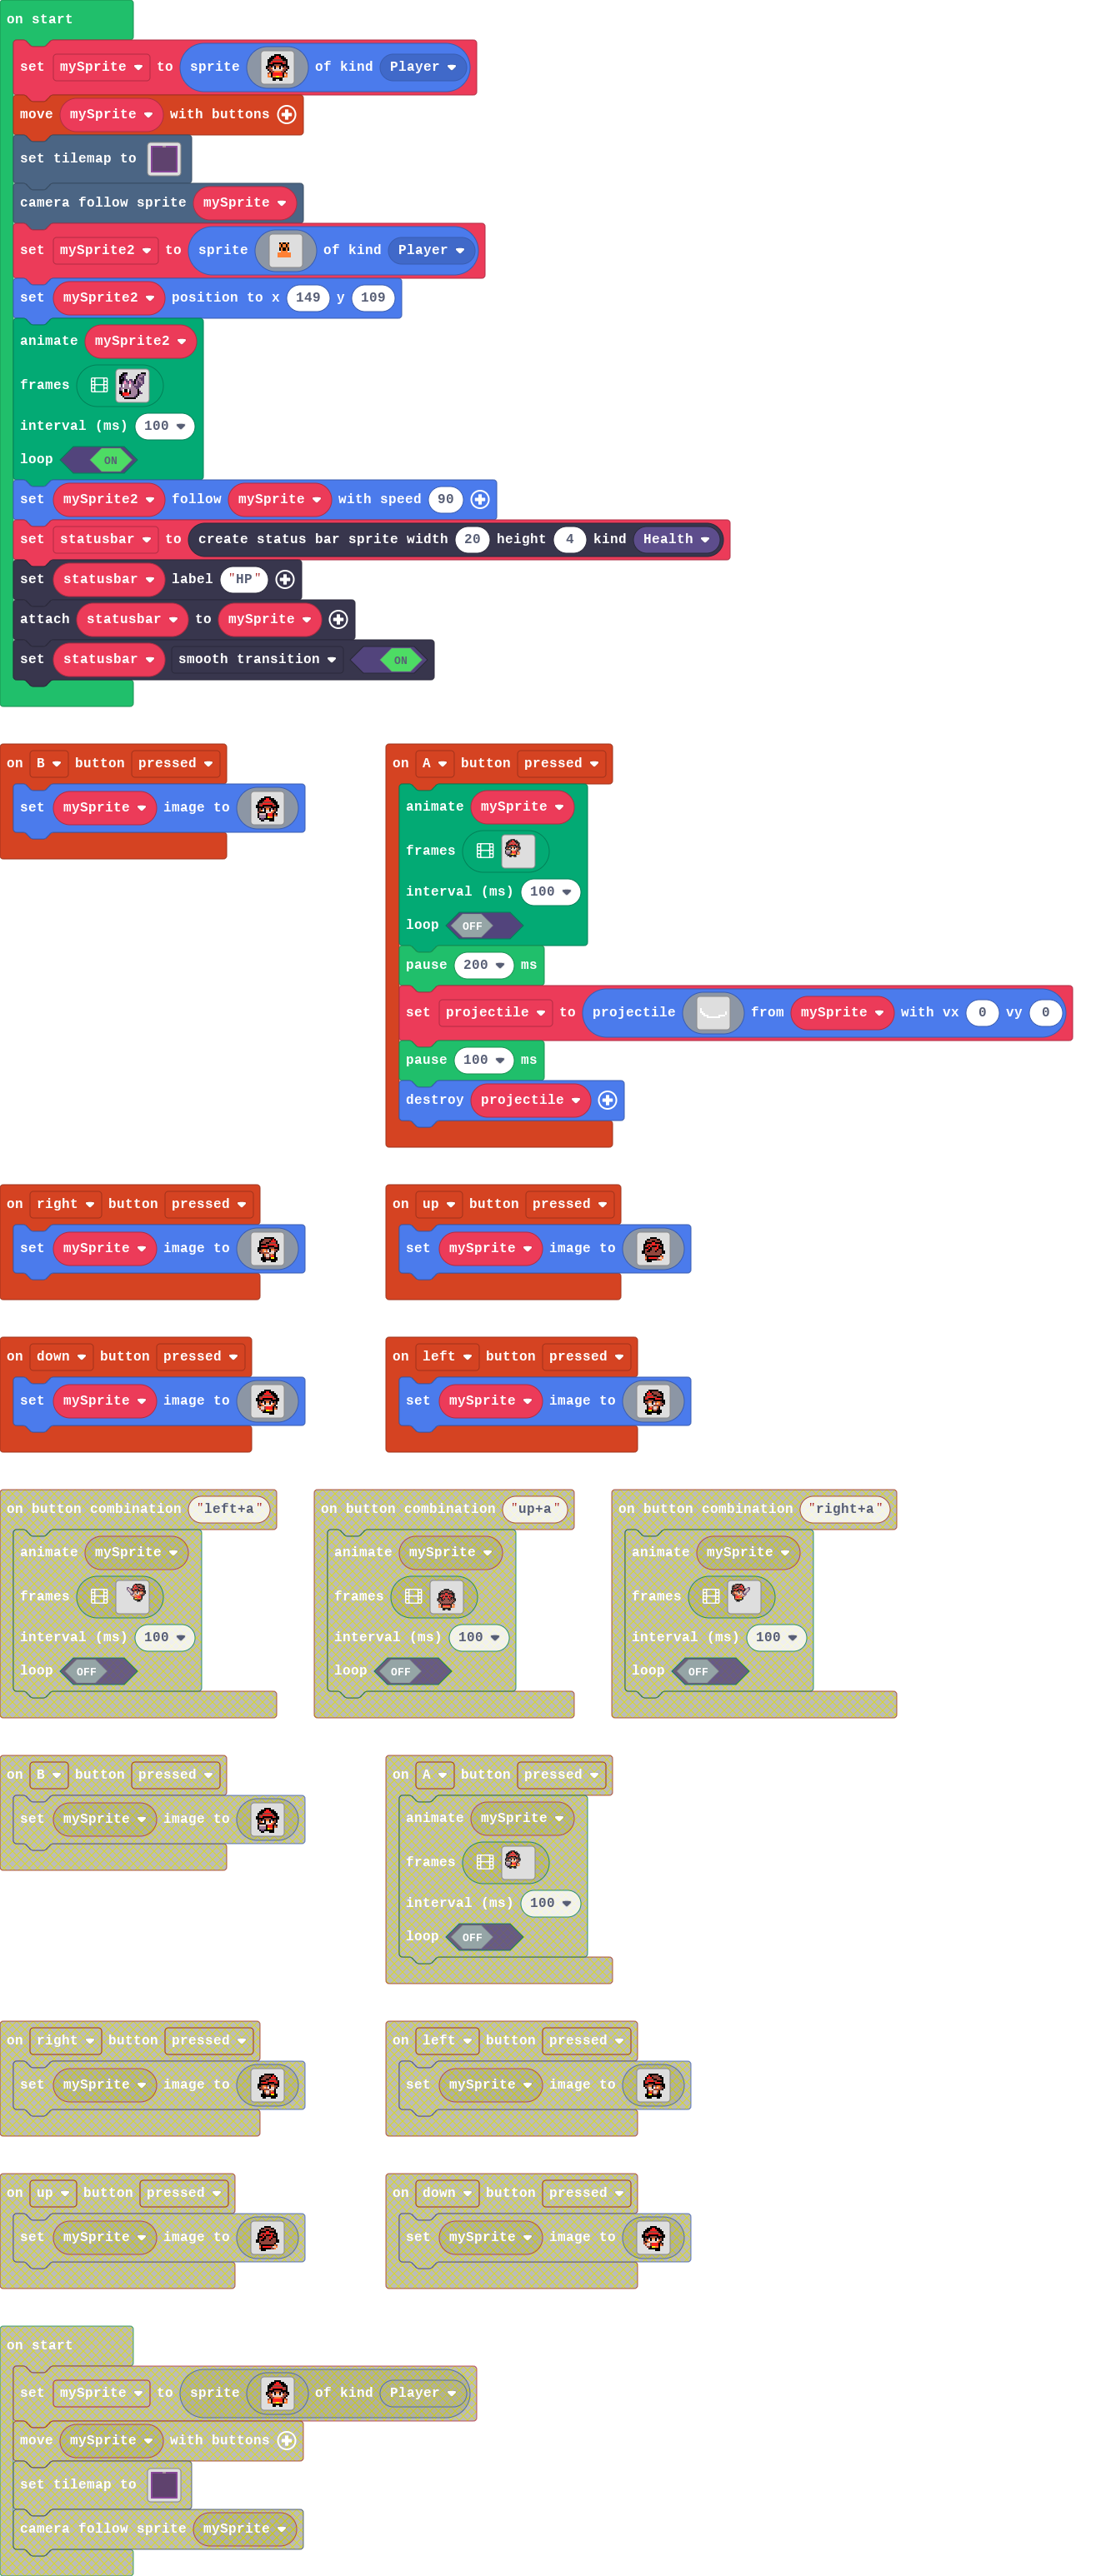 on start
set mySprite to sprite of kind Player
move mySprite with buttons
set tilemap to
camera follow sprite mySprite
set mySprite2 to sprite of kind Player
set mySprite2 position to x 149 y 109
animate mySprite2
frames
interval (ms) 100
loop ON
set mySprite2 follow mySprite with speed 90
set statusbar to create status bar sprite width 20 height 4 kind Health
set statusbar label "HP"
attach statusbar to mySprite
set statusbar smooth transition ON
on B button pressed
set mySprite image to
on A button pressed
animate mySprite
frames
interval (ms) 100
loop OFF
pause 200 ms
set projectile to projectile from mySprite with vx 0 vy 0
pause 100 ms
destroy projectile
on right button pressed
set mySprite image to
on up button pressed
set mySprite image to
on down button pressed
set mySprite image to
on left button pressed
set mySprite image to
on button combination "left+a"
animate mySprite
frames
interval (ms) 100
loop OFF
on button combination "up+a"
animate mySprite
frames
interval (ms) 100
loop OFF
on button combination "right+a"
animate mySprite
frames
interval (ms) 100
loop OFF
on B button pressed
set mySprite image to
on A button pressed
animate mySprite
frames
interval (ms) 100
loop OFF
on right button pressed
set mySprite image to
on left button pressed
set mySprite image to
on up button pressed
set mySprite image to
on down button pressed
set mySprite image to
on start
set mySprite to sprite of kind Player
move mySprite with buttons
set tilemap to
camera follow sprite mySprite